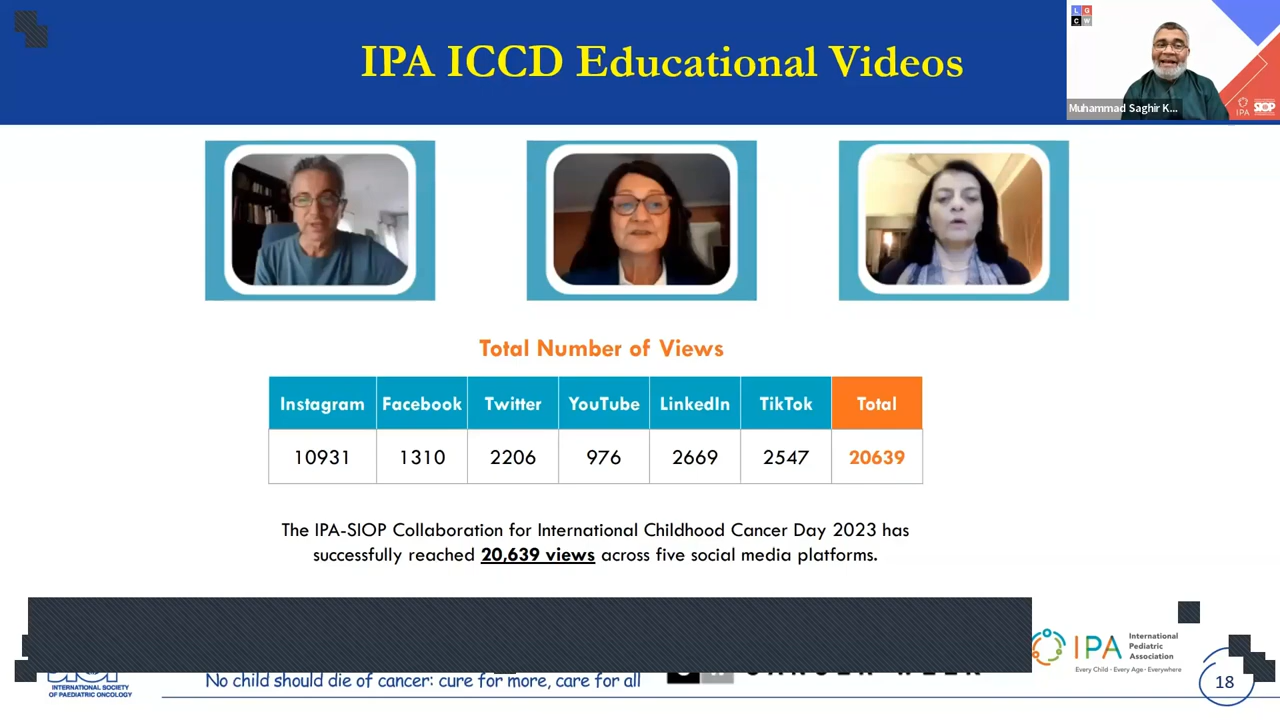 IPA ICCD Educational Videos
L G
C W
Muhammad Saghir K...
IPA SIOP
Total Number of Views
Instagram Facebook Twitter YouTube LinkedIn TikTok Total
10931 1310 2206 976 2669 2547 20639
The IPA-SIOP Collaboration for International Childhood Cancer Day 2023 has
successfully reached 20,639 views across five social media platforms.
IPA
International
Pediatric
Association
Every Child · Every Age · Everywhere
INTERNATIONAL SOCIETY
OF PAEDIATRIC ONCOLOGY
No child should die of cancer: cure for more, care for all
18